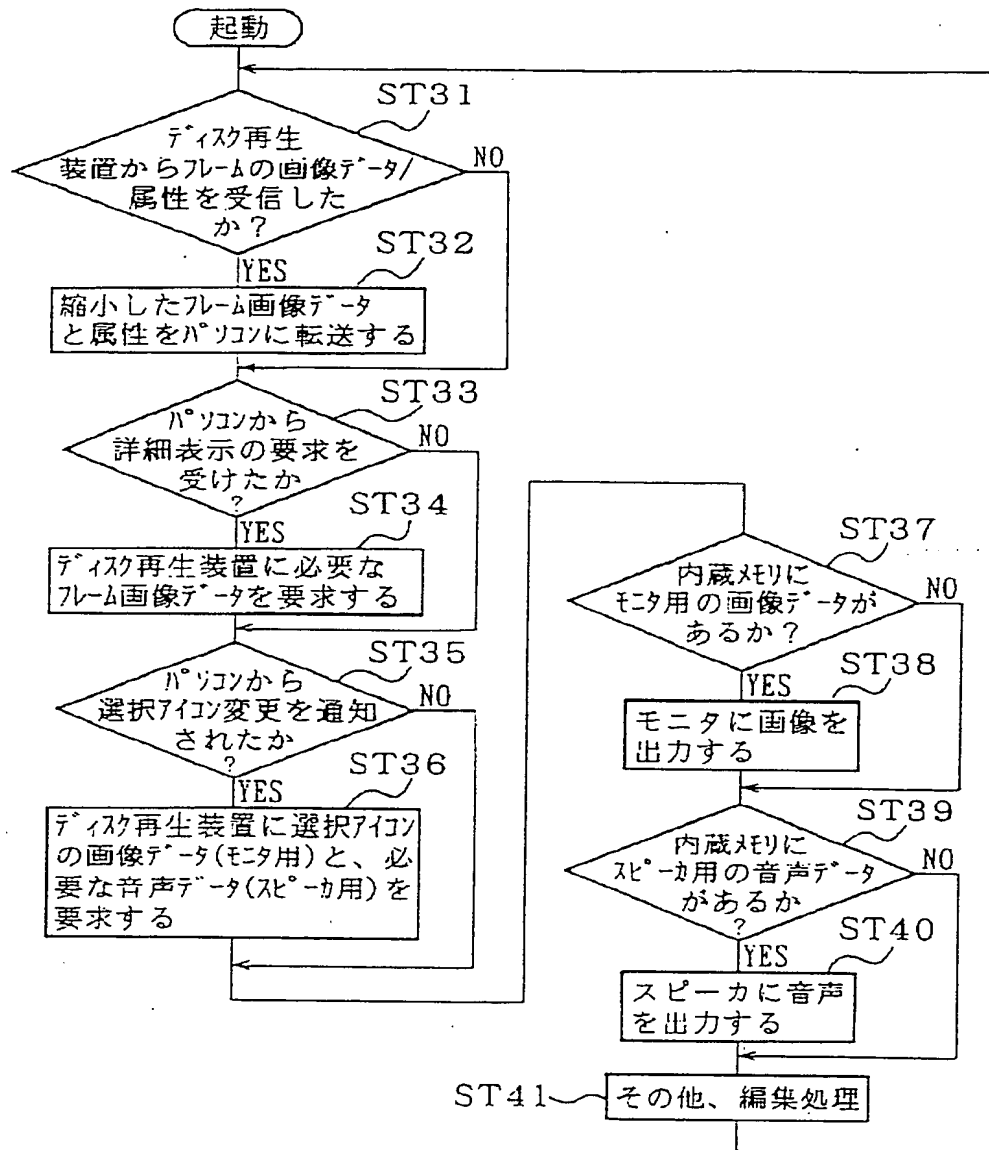 起動
ST31
ディスク再生
装置からフレームの画像データ/
属性を受信した
か?
NO
YES
ST32
縮小したフレーム画像データ
と属性をパソコンに転送する
ST33
パソコンから
詳細表示の要求を
受けたか
?
NO
YES
ST34
ディスク再生装置に必要な
フレーム画像データを要求する
ST35
パソコンから
選択アイコン変更を通知
されたか
?
NO
YES
ST36
ディスク再生装置に選択アイコン
の画像データ(モニタ用)と、必
要な音声データ(スピーカ用)を
要求する
ST37
内蔵メモリに
モニタ用の画像データが
あるか?
NO
YES
ST38
モニタに画像を
出力する
ST39
内蔵メモリに
スピーカ用の音声データ
があるか
?
NO
YES
ST40
スピーカに音声
を出力する
ST41
その他、編集処理